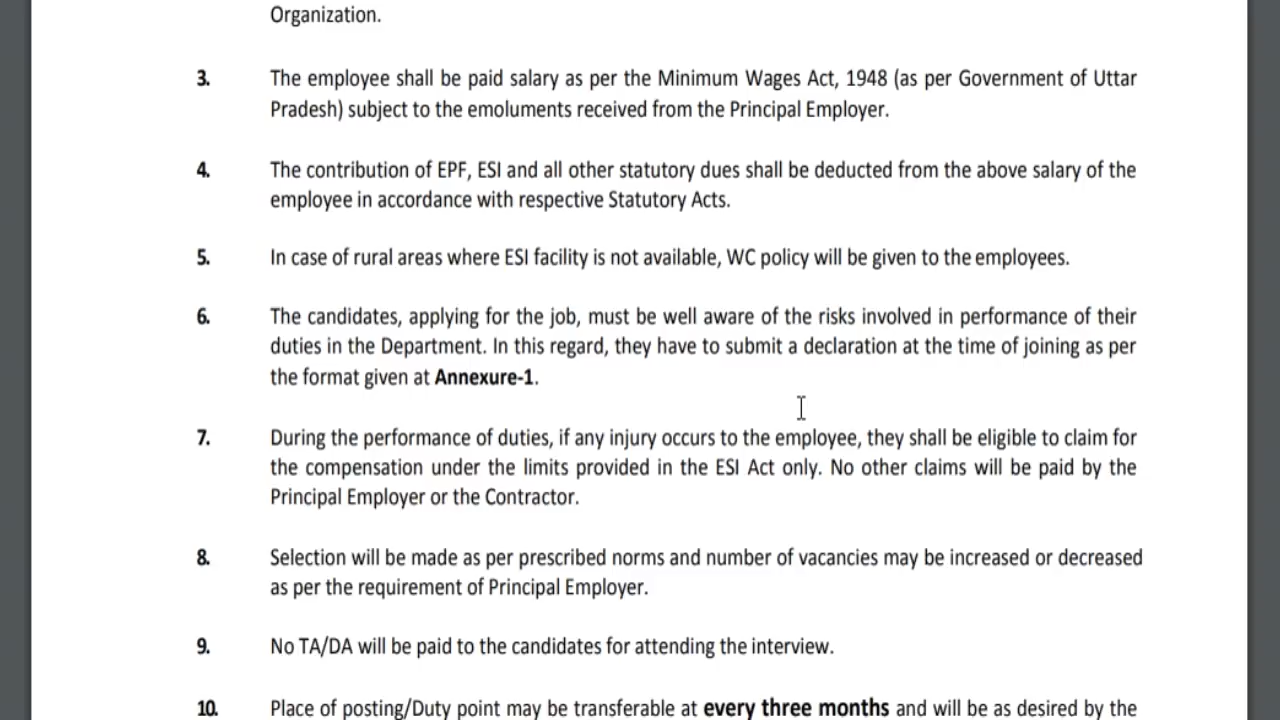 Organization.
3. The employee shall be paid salary as per the Minimum Wages Act, 1948 (as per Government of Uttar
Pradesh) subject to the emoluments received from the Principal Employer.
4. The contribution of EPF, ESI and all other statutory dues shall be deducted from the above salary of the
employee in accordance with respective Statutory Acts.
5. In case of rural areas where ESI facility is not available, WC policy will be given to the employees.
6. The candidates, applying for the job, must be well aware of the risks involved in performance of their
duties in the Department. In this regard, they have to submit a declaration at the time of joining as per
the format given at Annexure-1.
7. During the performance of duties, if any injury occurs to the employee, they shall be eligible to claim for
the compensation under the limits provided in the ESI Act only. No other claims will be paid by the
Principal Employer or the Contractor.
8. Selection will be made as per prescribed norms and number of vacancies may be increased or decreased
as per the requirement of Principal Employer.
9. No TA/DA will be paid to the candidates for attending the interview.
10. Place of posting/Duty point may be transferable at every three months and will be as desired by the